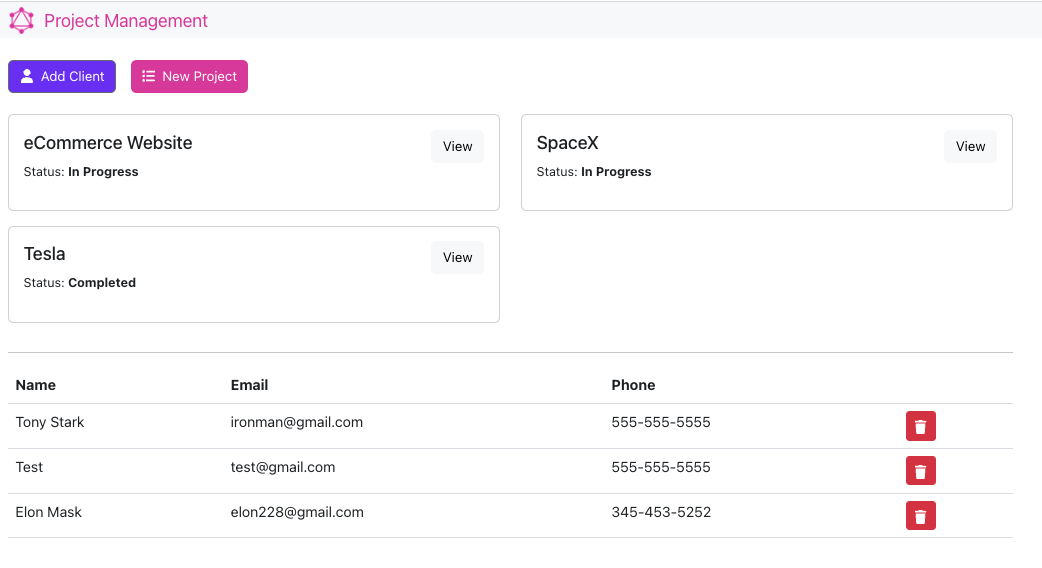 Project Management
Add Client
New Project
eCommerce Website
View
Status: In Progress
SpaceX
View
Status: In Progress
Tesla
View
Status: Completed
Name Email Phone
Tony Stark ironman@gmail.com 555-555-5555
Test test@gmail.com 555-555-5555
Elon Mask elon228@gmail.com 345-453-5252